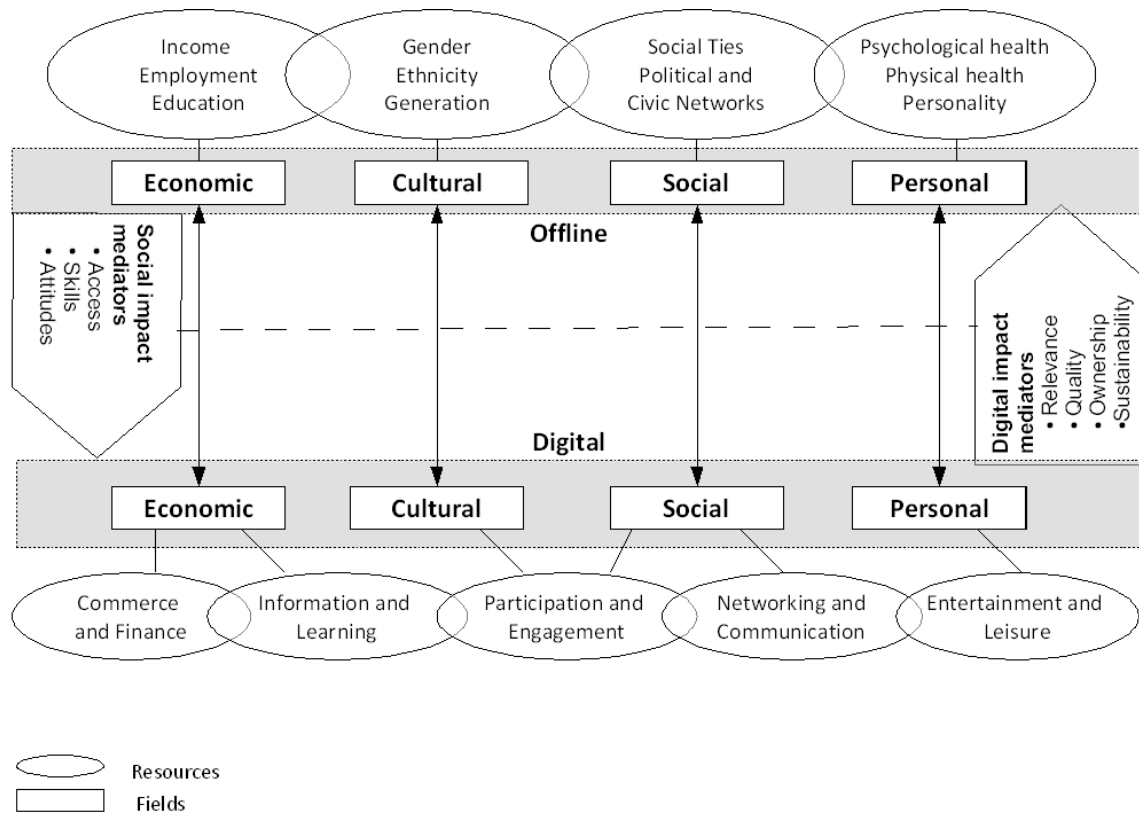 Income
Employment
Education
Gender
Ethnicity
Generation
Social Ties
Political and
Civic Networks
Psychological health
Physical health
Personality
Economic
Cultural
Social
Personal
Offline
Social impact
mediators
• Access
• Skills
• Attitudes
Digital impact
mediators
• Relevance
• Quality
• Ownership
•Sustainability
Digital
Economic
Cultural
Social
Personal
Commerce
and Finance
Information and
Learning
Participation and
Engagement
Networking and
Communication
Entertainment and
Leisure
Resources
Fields